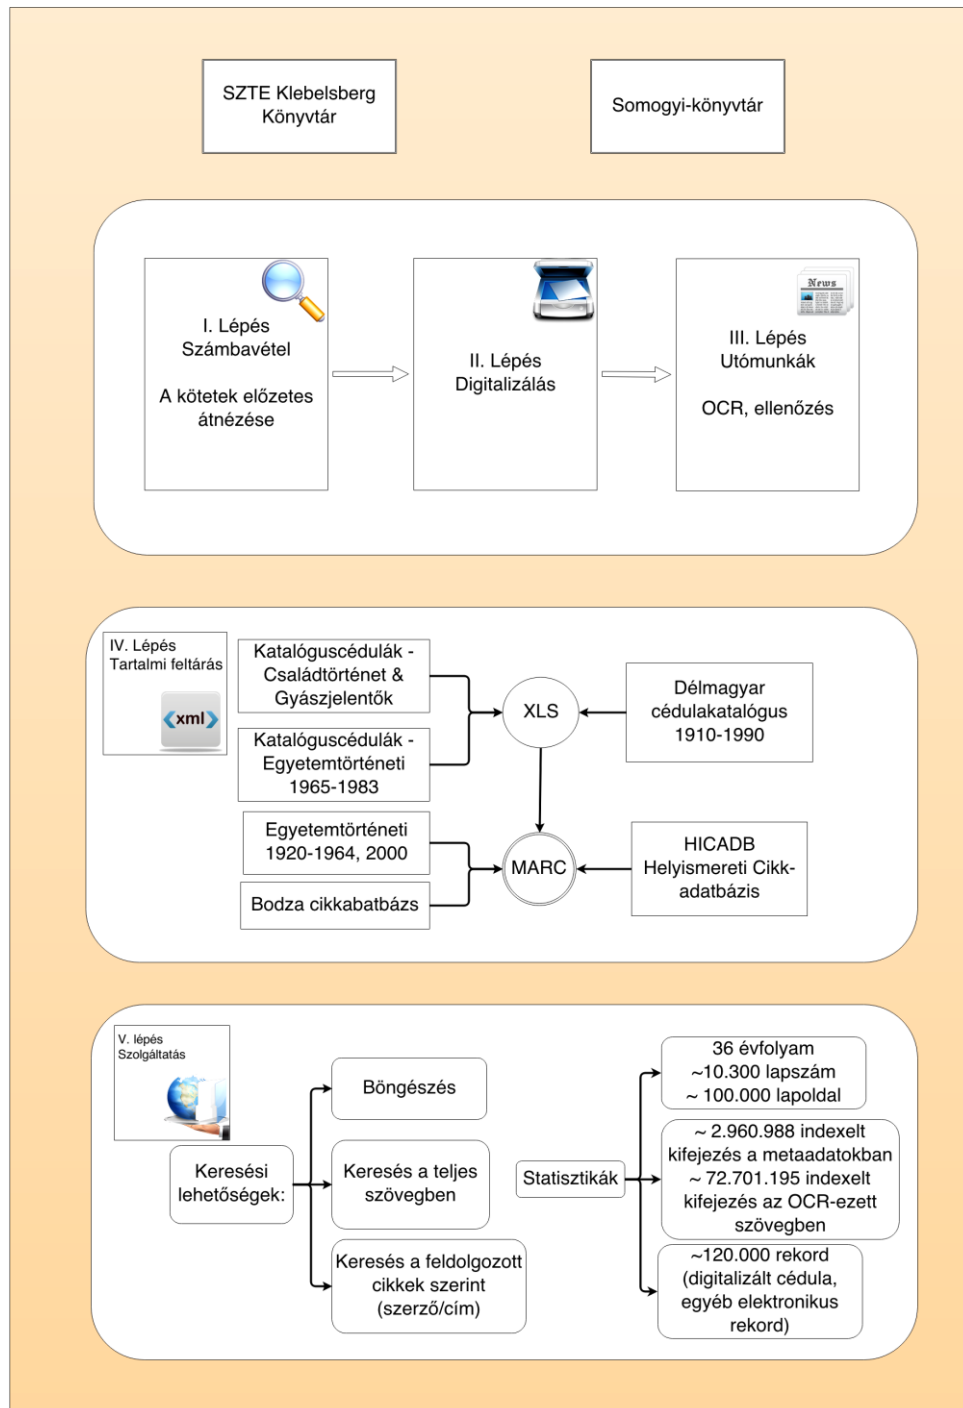 SZTE Klebelsberg
Könyvtár
Somogyi-könyvtár
I. Lépés
Számbavétel
A kötetek előzetes
átnézése
II. Lépés
Digitalizálás
News
III. Lépés
Utómunkák
OCR, ellenőzés
IV. Lépés
Tartalmi feltárás
xml
Katalóguscédulák -
Családtörténet &
Gyászjelentők
Katalóguscédulák -
Egyetemtörténeti
1965-1983
XLS
Délmagyar
cédulakatalógus
1910-1990
Egyetemtörténeti
1920-1964, 2000
Bodza cikkabatbázs
MARC
HICADB
Helyismereti Cikk-
adatbázis
V. lépés
Szolgáltatás
Keresési
lehetőségek:
Böngészés
Keresés a teljes
szövegben
Keresés a feldolgozott
cikkek szerint
(szerző/cím)
Statisztikák
36 évfolyam
~10.300 lapszám
~ 100.000 lapoldal
~ 2.960.988 indexelt
kifejezés a metaadatokban
~ 72.701.195 indexelt
kifejezés az OCR-ezett
szövegben
~120.000 rekord
(digitalizált cédula,
egyéb elektronikus
rekord)